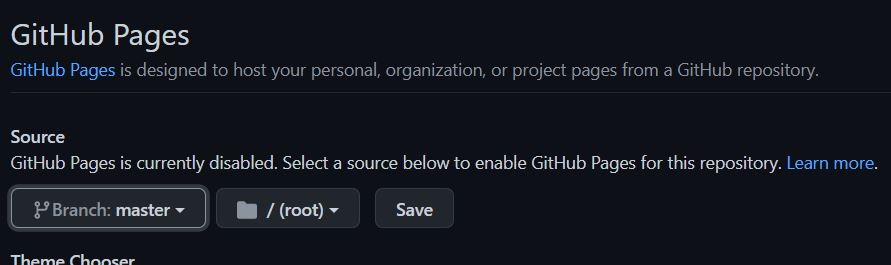 GitHub Pages
GitHub Pages is designed to host your personal, organization, or project pages from a GitHub repository.
Source
GitHub Pages is currently disabled. Select a source below to enable GitHub Pages for this repository. Learn more.
Branch: master / (root) Save
Theme Chooser